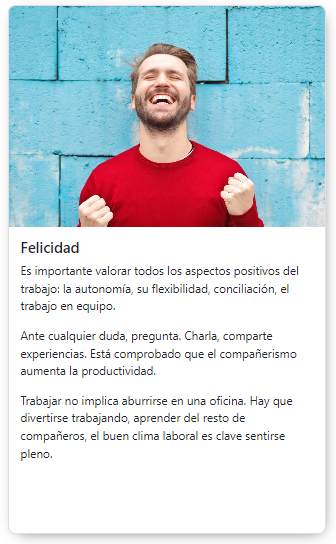 Felicidad
Es importante valorar todos los aspectos positivos del
trabajo: la autonomía, su flexibilidad, conciliación, el
trabajo en equipo.
Ante cualquier duda, pregunta. Charla, comparte
experiencias. Está comprobado que el compañerismo
aumenta la productividad.
Trabajar no implica aburrirse en una oficina. Hay que
divertirse trabajando, aprender del resto de
compañeros, el buen clima laboral es clave sentirse
pleno.